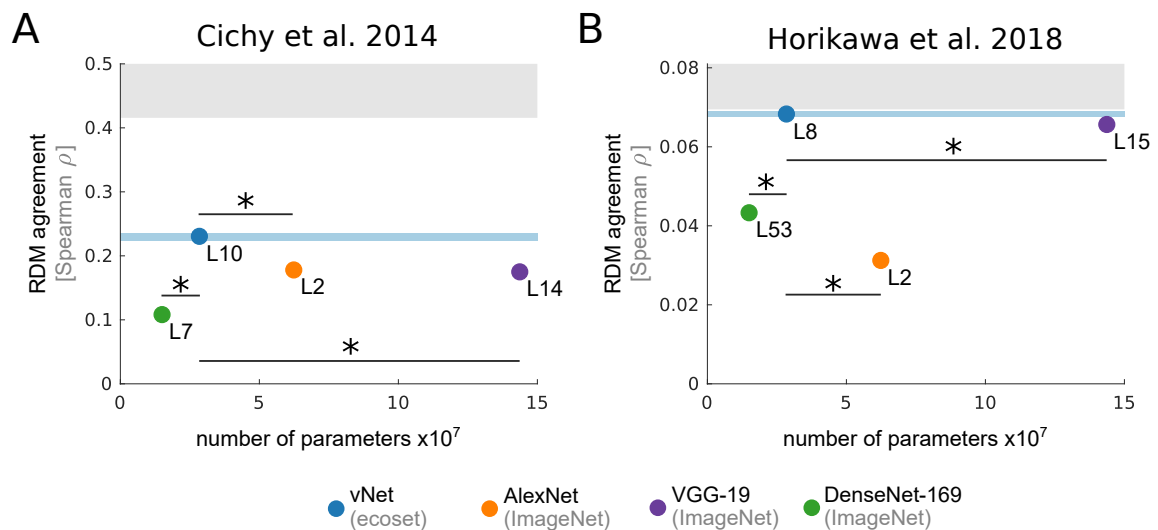 A
Cichy et al. 2014
0.5
0.4
0.3
0.2
0.1
0
RDM agreement
[Spearman ρ]
*
L10
L2
L14
*
L7
*
0
5
10
15
number of parameters x10⁷
B
Horikawa et al. 2018
0.08
0.06
0.04
0.02
0
RDM agreement
[Spearman ρ]
L8
L15
*
*
L53
L2
*
0
5
10
15
number of parameters x10⁷
vNet
(ecoset)
AlexNet
(ImageNet)
VGG-19
(ImageNet)
DenseNet-169
(ImageNet)